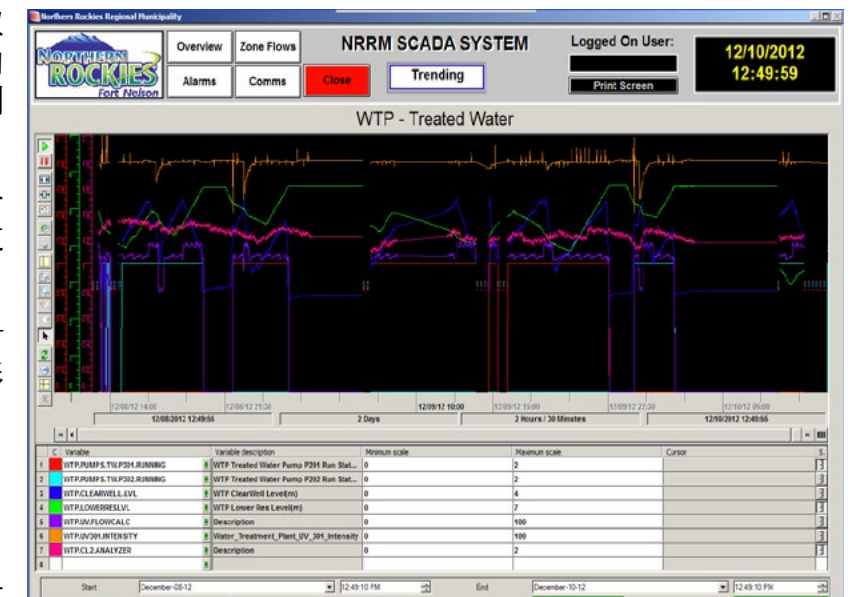 Northern Rockies Regional Municipality
NORTHERN
ROCKIES
Fort Nelson
Overview
Zone Flows
Alarms
Comms
Close
NRRM SCADA SYSTEM
Trending
Logged On User:
Print Screen
12/10/2012
12:49:59
WTP - Treated Water
12/08/12 14:00
12/08/12 21:30
12/09/12 10:00
12/09/12 15:00
12/09/12 22:30
12/10/12 05:00
12/08/2012 12:49:55
2 Days
2 Hours / 30 Minutes
12/10/2012 12:49:55
C Variable Variable description Minimum scale Maximum scale Cursor S.
1 WTP.PUMPS.TW.P301.RUNNING WTP Treated Water Pump P201 Run Stat... 0 2
2 WTP.PUMPS.TW.P302.RUNNING WTP Treated Water Pump P202 Run Stat... 0 2
3 WTP.CLEARWELL.LVL WTP ClearWell Level(m) 0 4
4 WTP.LOWERRES.LVL WTP Lower Res Level(m) 0 7
5 WTP.UV.FLOWCALC Description 0 100
6 WTP.UV301.INTENSITY Water_Treatment_Plant_UV_301_Intensity 0 100
7 WTP.CL2.ANALYZER Description 0 2
8
Start December-08-12 12:49:10 PM End December-10-12 12:49:10 PM